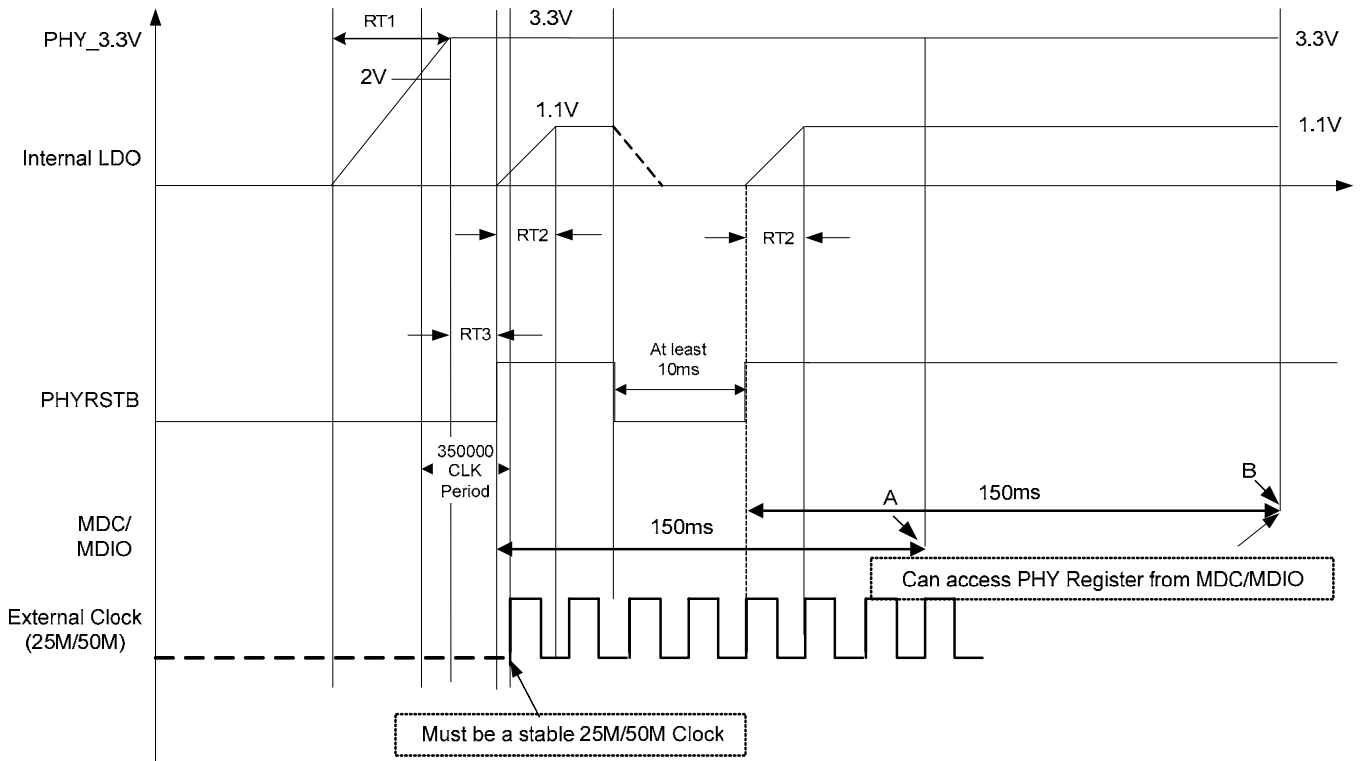 RT1
3.3V
PHY_3.3V
3.3V
2V
1.1V
1.1V
Internal LDO
RT2
RT2
RT3
At least
10ms
PHYRSTB
350000
CLK
Period
B
A
150ms
MDC/
MDIO
150ms
Can access PHY Register from MDC/MDIO
External Clock
(25M/50M)
Must be a stable 25M/50M Clock